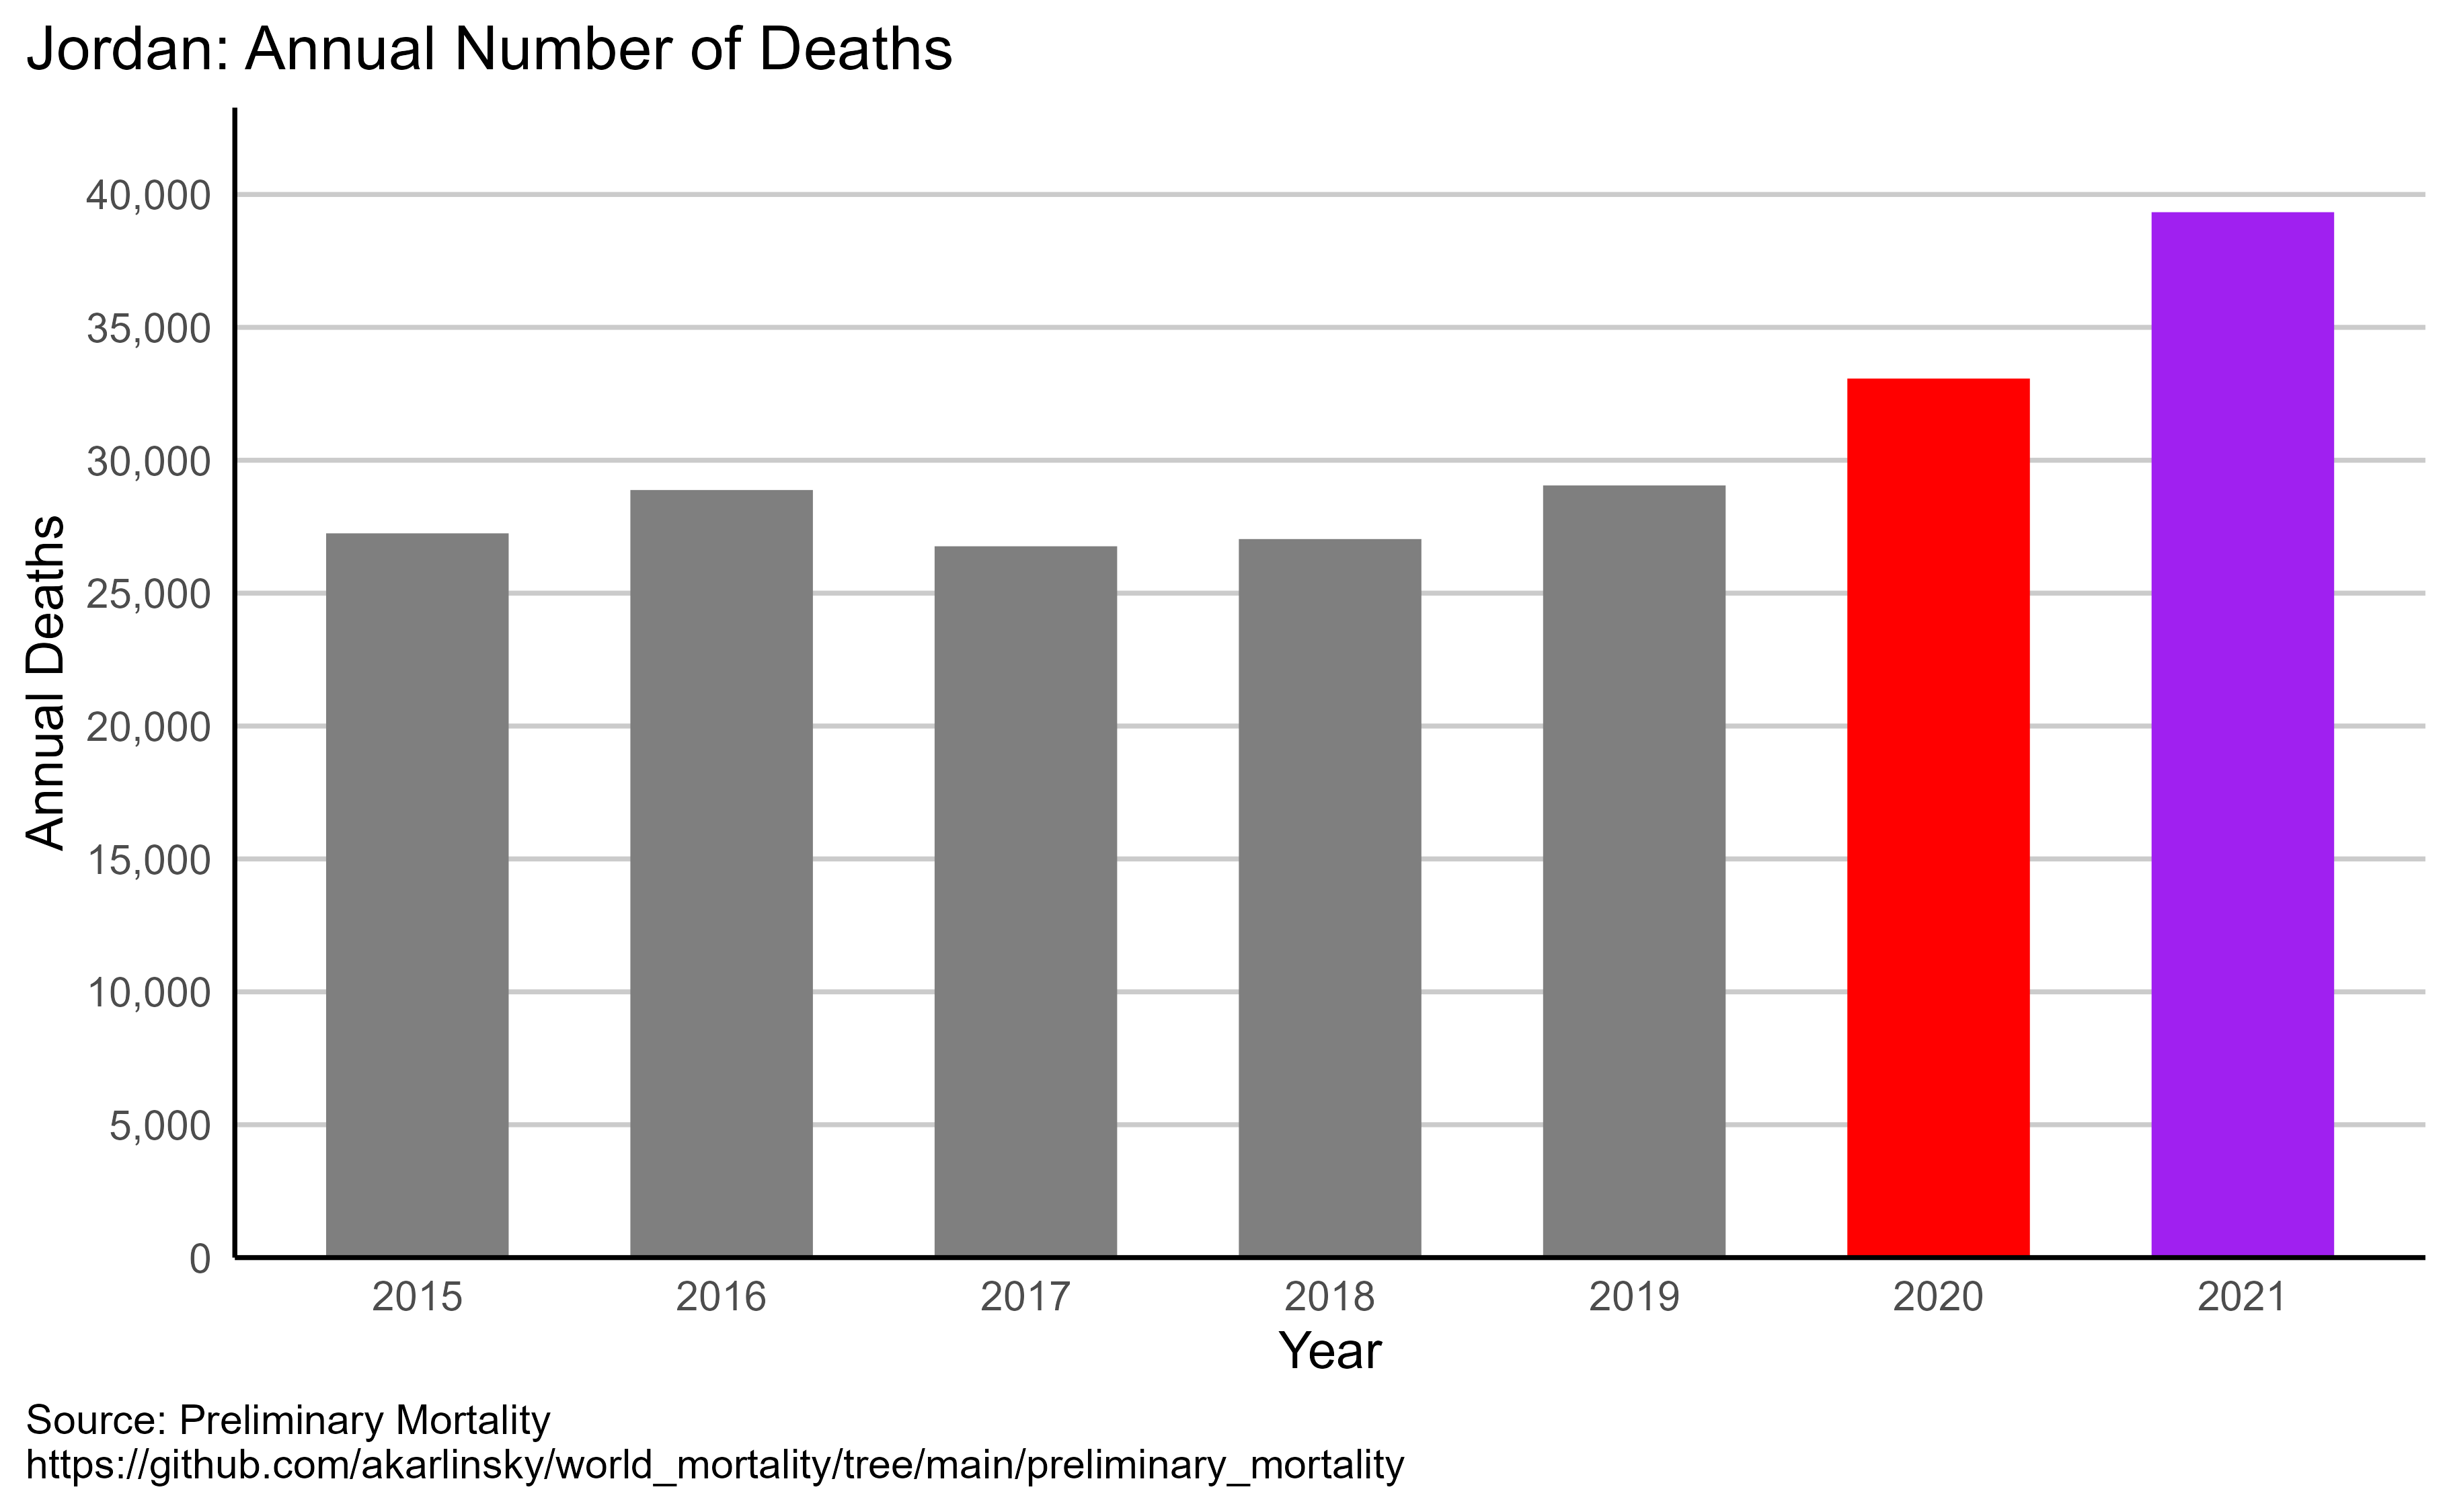 Jordan: Annual Number of Deaths
Annual Deaths
40,000
35,000
30,000
25,000
20,000
15,000
10,000
5,000
0
2015 2016 2017 2018 2019 2020 2021
Year
Source: Preliminary Mortality
https://github.com/akarlinsky/world_mortality/tree/main/preliminary_mortality